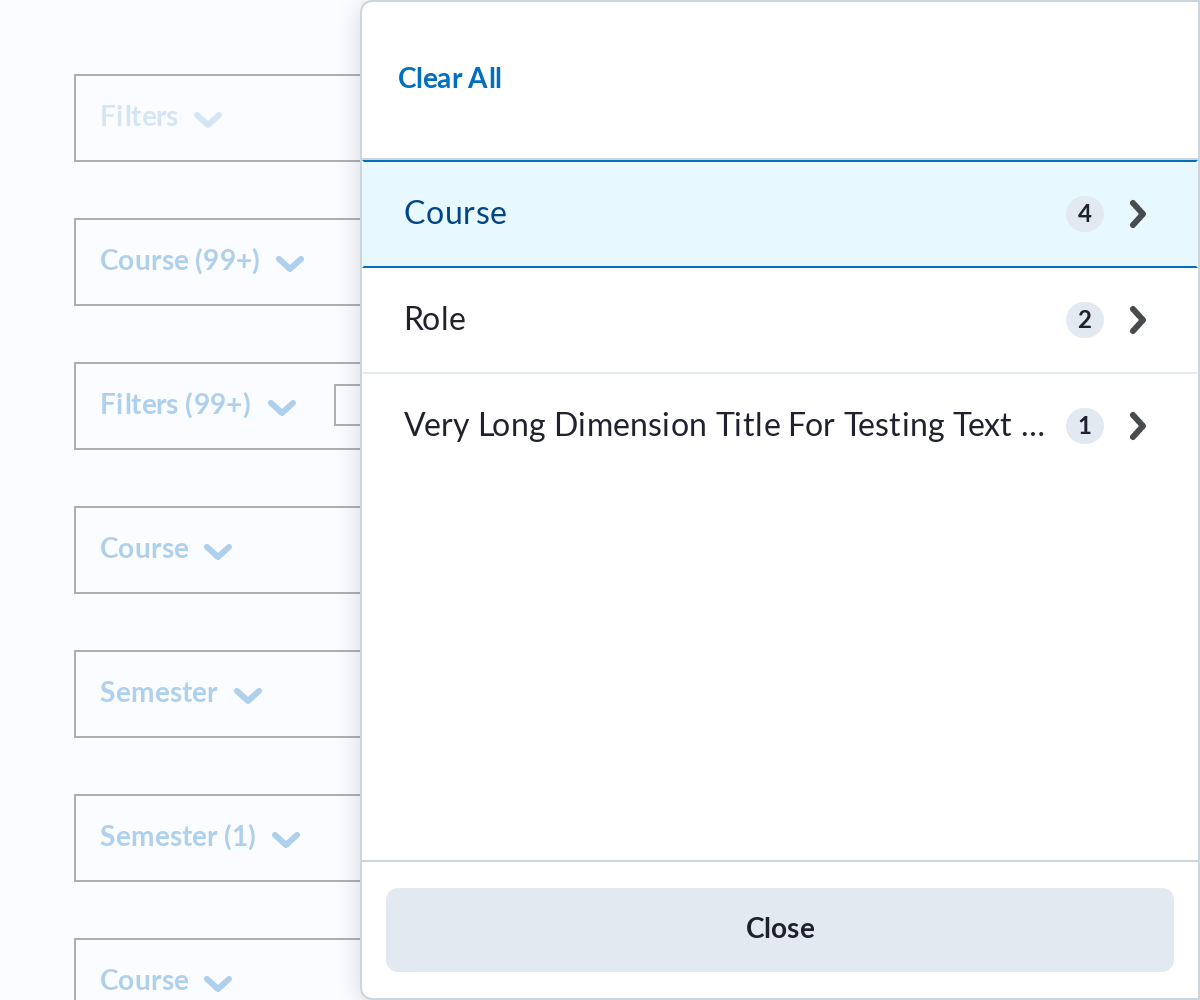 Clear All
Course 4
Role 2
Very Long Dimension Title For Testing Text ... 1
Close
Filters
Course (99+)
Filters (99+)
Course
Semester
Semester (1)
Course